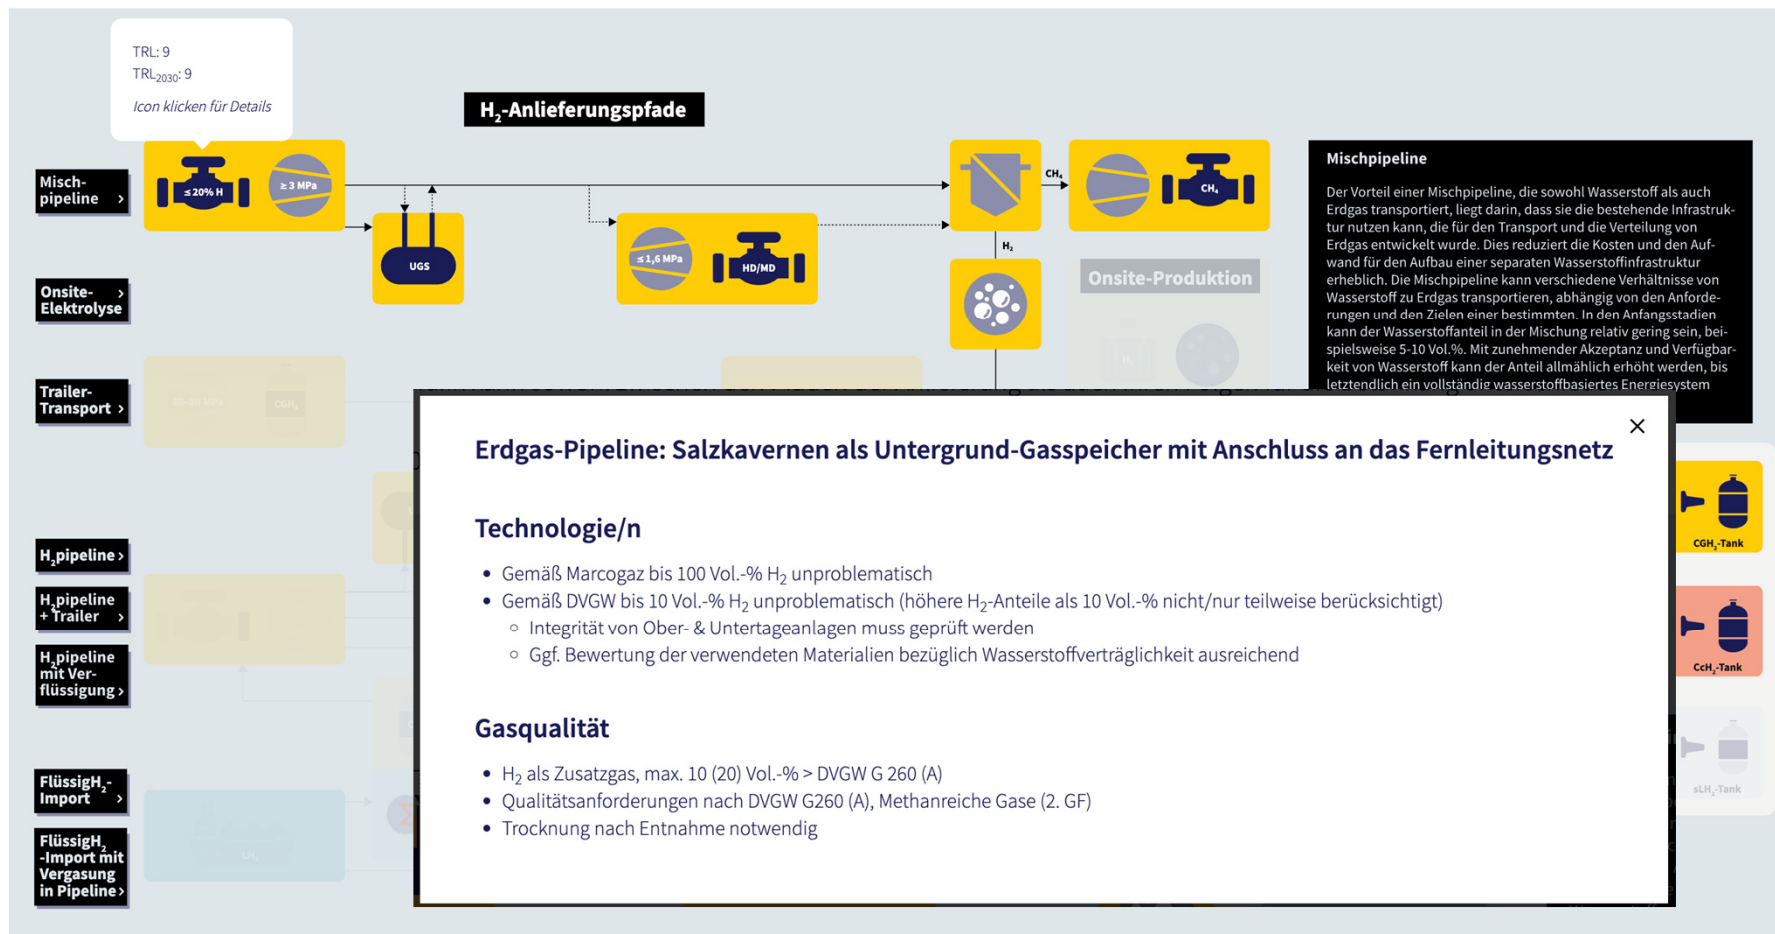 TRL: 9
TRL2030: 9
Icon klicken für Details
H2-Anlieferungspfade
Misch-
pipeline >
≤ 20% H
≥ 3 MPa
UGS
≤ 1,6 MPa
HD/MD
CH4
CH4
H2
Onsite-Produktion
Mischpipeline
Der Vorteil einer Mischpipeline, die sowohl Wasserstoff als auch
Erdgas transportiert, liegt darin, dass sie die bestehende Infrastruk-
tur nutzen kann, die für den Transport und die Verteilung von
Erdgas entwickelt wurde. Dies reduziert die Kosten und den Auf-
wand für den Aufbau einer separaten Wasserstoffinfrastruktur
erheblich. Die Mischpipeline kann verschiedene Verhältnisse von
Wasserstoff zu Erdgas transportieren, abhängig von den Anforde-
rungen und den Zielen einer bestimmten. In den Anfangsstadien
kann der Wasserstoffanteil in der Mischung relativ gering sein, bei-
spielsweise 5-10 Vol.%. Mit zunehmender Akzeptanz und Verfügbar-
keit von Wasserstoff kann der Anteil allmählich erhöht werden, bis
letztendlich ein vollständig wasserstoffbasiertes Energiesystem
Onsite- >
Elektrolyse
Trailer-
Transport >
CGH2
H2pipeline >
H2pipeline
+ Trailer >
H2pipeline
mit Ver-
flüssigung >
FlüssigH2-
Import >
FlüssigH2
-Import mit
Vergasung
in Pipeline >
LH2
Erdgas-Pipeline: Salzkavernen als Untergrund-Gasspeicher mit Anschluss an das Fernleitungsnetz
Technologie/n
• Gemäß Marcogaz bis 100 Vol.-% H2 unproblematisch
• Gemäß DVGW bis 10 Vol.-% H2 unproblematisch (höhere H2-Anteile als 10 Vol.-% nicht/nur teilweise berücksichtigt)
◦ Integrität von Ober- & Untertageanlagen muss geprüft werden
◦ Ggf. Bewertung der verwendeten Materialien bezüglich Wasserstoffverträglichkeit ausreichend
Gasqualität
• H2 als Zusatzgas, max. 10 (20) Vol.-% > DVGW G 260 (A)
• Qualitätsanforderungen nach DVGW G260 (A), Methanreiche Gase (2. GF)
• Trocknung nach Entnahme notwendig
CGH2-Tank
CcH2-Tank
sLH2-Tank